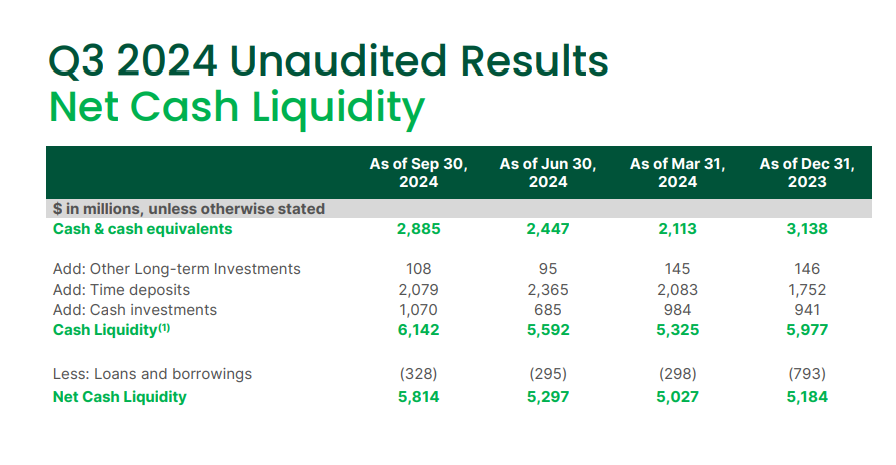 Q3 2024 Unaudited Results
Net Cash Liquidity
As of Sep 30, 2024 As of Jun 30, 2024 As of Mar 31, 2024 As of Dec 31, 2023
$ in millions, unless otherwise stated
Cash & cash equivalents 2,885 2,447 2,113 3,138
Add: Other Long-term Investments 108 95 145 146
Add: Time deposits 2,079 2,365 2,083 1,752
Add: Cash investments 1,070 685 984 941
Cash Liquidity(1) 6,142 5,592 5,325 5,977
Less: Loans and borrowings (328) (295) (298) (793)
Net Cash Liquidity 5,814 5,297 5,027 5,184